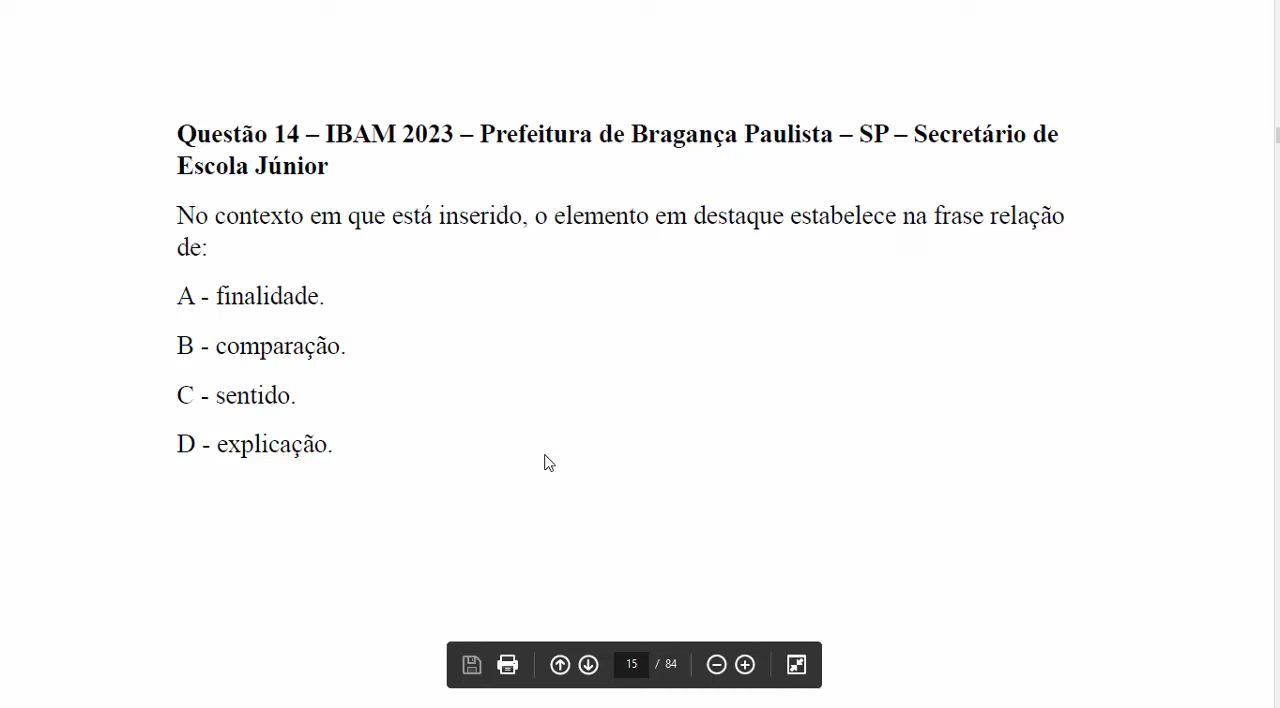 Questão 14 – IBAM 2023 – Prefeitura de Bragança Paulista – SP – Secretário de
Escola Júnior
No contexto em que está inserido, o elemento em destaque estabelece na frase relação
de:
A - finalidade.
B - comparação.
C - sentido.
D - explicação.
15 / 84